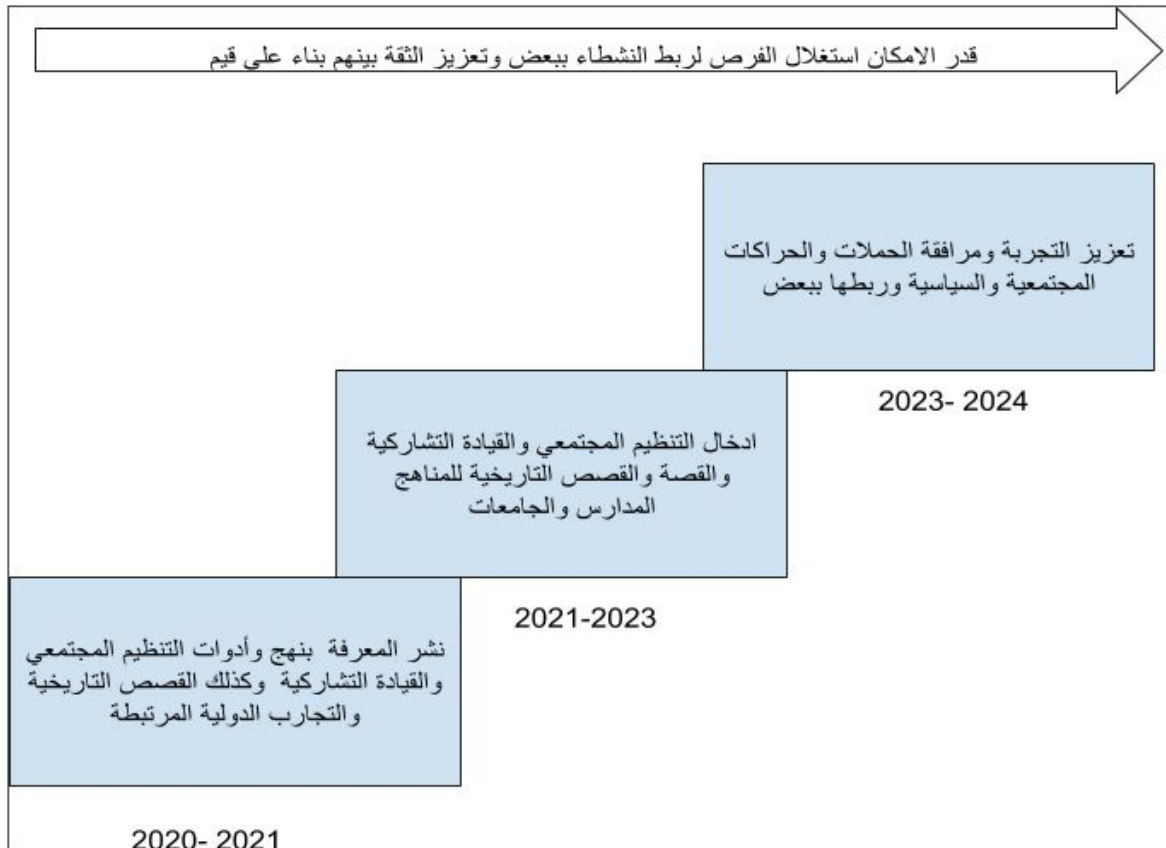 قدر الامكان استغلال الفرص لربط النشطاء ببعض وتعزيز الثقة بينهم بناء علي قيم
تعزيز التجربة ومرافقة الحملات والحراكات
المجتمعية والسياسية وربطها ببعض
2023- 2024
ادخال التنظيم المجتمعي والقيادة التشاركية
والقصة والقصص التاريخية للمناهج
المدارس والجامعات
2021-2023
نشر المعرفة بنهج وأدوات التنظيم المجتمعي
والقيادة التشاركية وكذلك القصص التاريخية
والتجارب الدولية المرتبطة
2020- 2021